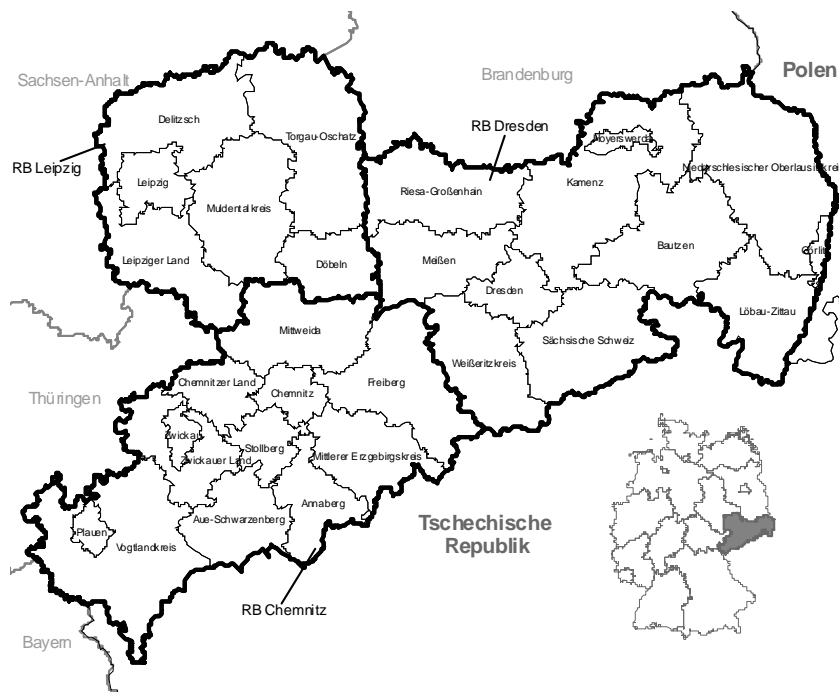 Sachsen-Anhalt
Brandenburg
Polen
Delitzsch
Torgau-Oschatz
RB Dresden
Hoyerswerda
RB Leipzig
Leipzig
Niederschlesischer Oberlausitzkreis
Riesa-Großenhain
Kamenz
Muldentalkreis
Leipziger Land
Döbeln
Meißen
Bautzen
Görlitz
Dresden
Löbau-Zittau
Mittweida
Sächsische Schweiz
Weißeritzkreis
Thüringen
Chemnitzer Land
Chemnitz
Freiberg
Zwickau
Stollberg
Zwickauer Land
Mittlerer Erzgebirgskreis
Annaberg
Aue-Schwarzenberg
Plauen
Vogtlandkreis
Tschechische
Republik
RB Chemnitz
Bayern